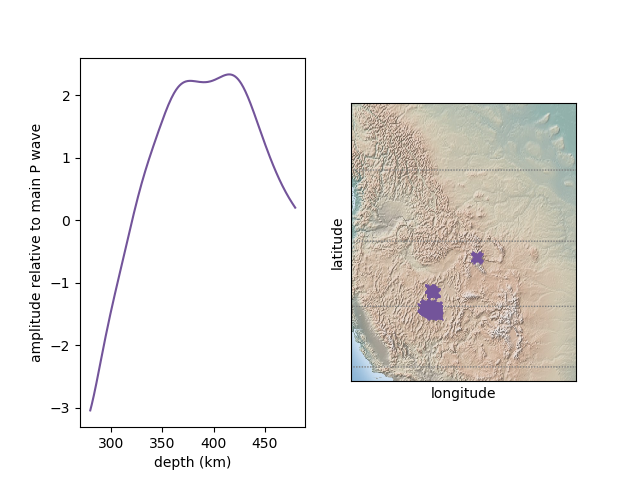 amplitude relative to main P wave
2
1
0
−1
−2
−3
300 350 400 450
depth (km)
latitude
longitude